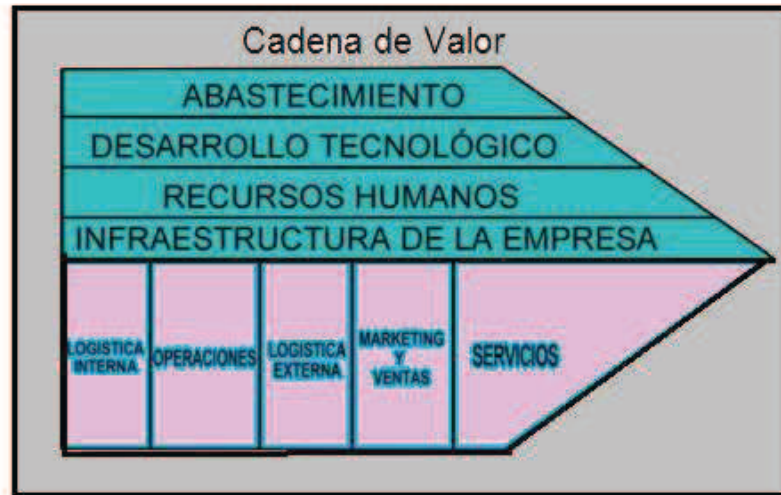 Cadena de Valor
ABASTECIMIENTO
DESARROLLO TECNOLÓGICO
RECURSOS HUMANOS
INFRAESTRUCTURA DE LA EMPRESA
LOGISTICA
INTERNA
OPERACIONES
LOGISTICA
EXTERNA
MARKETING
Y
VENTAS
SERVICIOS